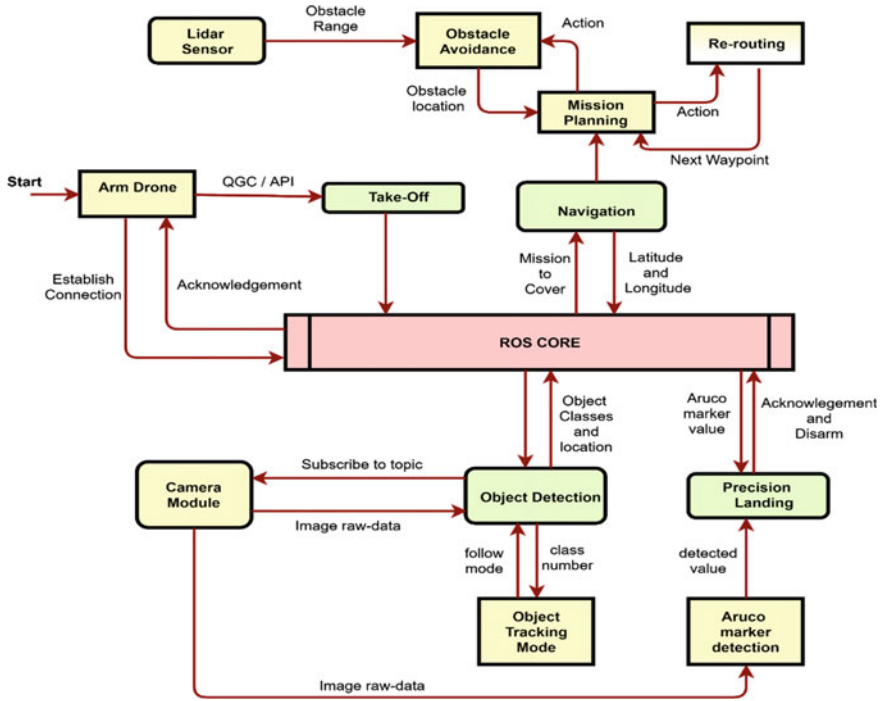 Lidar
Sensor
Obstacle
Range
Obstacle
Avoidance
Action
Re-routing
Obstacle
location
Mission
Planning
Action
Next Waypoint
Start
Arm Drone
QGC / API
Take-Off
Navigation
Establish
Connection
Acknowledgement
Mission
to
Cover
Latitude
and
Longitude
ROS CORE
Object
Classes
and
location
Aruco
marker
value
Acknowlegement
and
Disarm
Camera
Module
Subscribe to topic
Image raw-data
Object Detection
Precision
Landing
follow
mode
class
number
detected
value
Object
Tracking
Mode
Aruco
marker
detection
Image raw-data